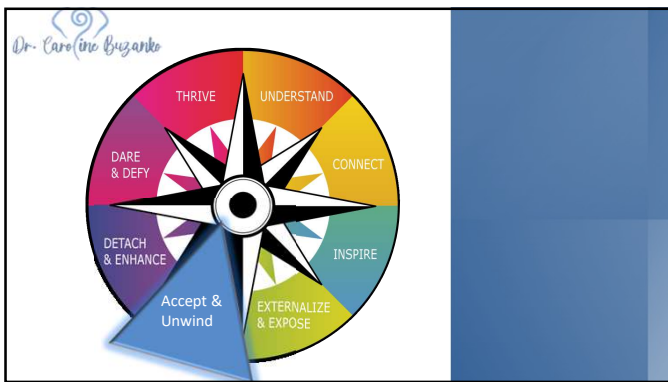 Dr. Caroline Buzanko
THRIVE
UNDERSTAND
DARE
& DEFY
CONNECT
DETACH
& ENHANCE
INSPIRE
Accept &
Unwind
EXTERNALIZE
& EXPOSE